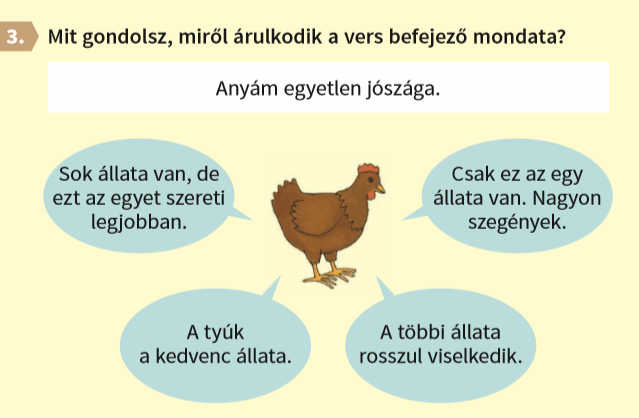 3. Mit gondolsz, miről árulkodik a vers befejező mondata?
Anyám egyetlen jószága.
Sok állata van, de
ezt az egyet szereti
legjobban.
Csak ez az egy
állata van. Nagyon
szegények.
A tyúk
a kedvenc állata.
A többi állata
rosszul viselkedik.